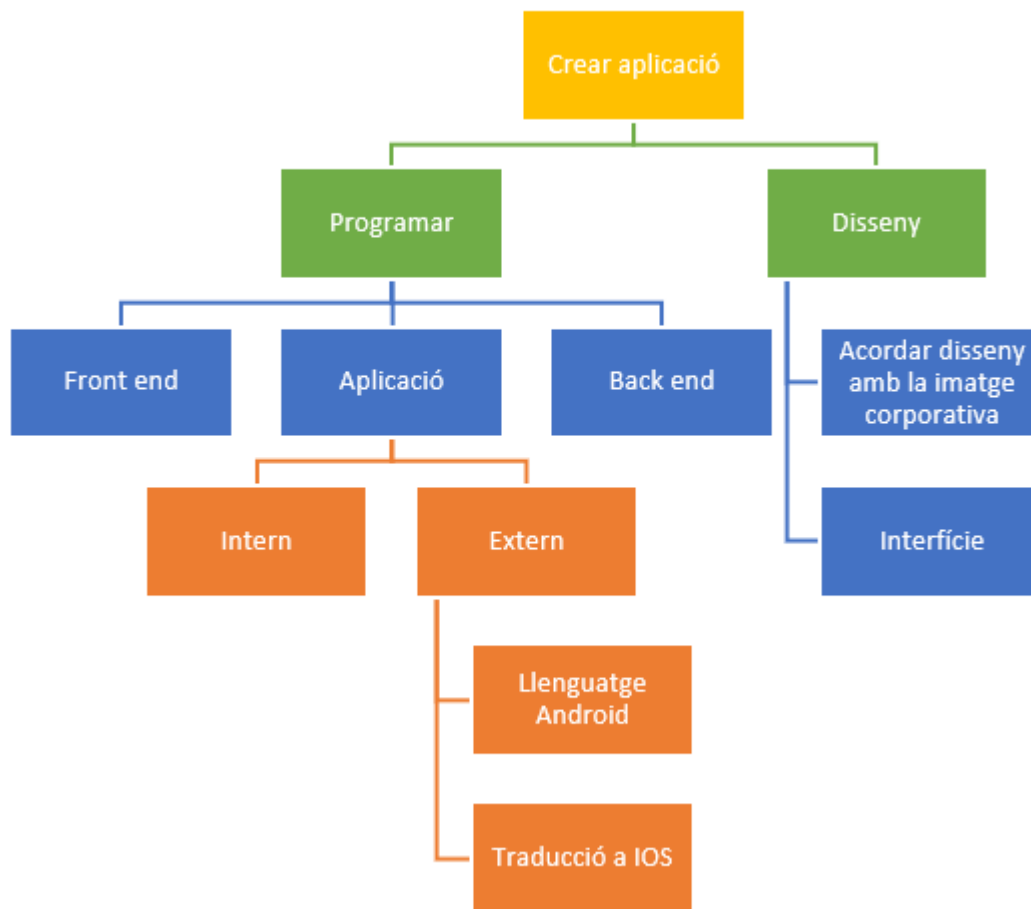 Crear aplicació
Programar
Disseny
Front end
Aplicació
Back end
Acordar disseny
amb la imatge
corporativa
Intern
Extern
Interfície
Llenguatge
Android
Traducció a IOS